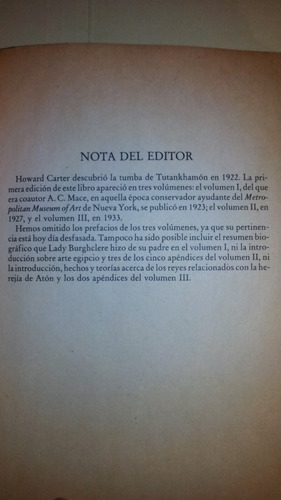 NOTA DEL EDITOR
Howard Carter descubrió la tumba de Tutankhamón en 1922. La pri-
mera edición de este libro apareció en tres volúmenes: el volumen I, del que
era coautor A. C. Mace, en aquella época conservador ayudante del Metro-
politan Museum of Art de Nueva York, se publicó en 1923; el volumen II, en
1927, y el volumen III, en 1933.
Hemos omitido los prefacios de los tres volúmenes, ya que su pertinen-
cia está hoy día desfasada. Tampoco ha sido posible incluir el resumen bio-
gráfico que Lady Burghclere hizo de su padre en el volumen I, ni la intro-
ducción sobre arte egipcio y tres de los cinco apéndices del volumen II, ni
la introducción, hechos y teorías acerca de los reyes relacionados con la he-
rejía de Atón y los dos apéndices del volumen III.